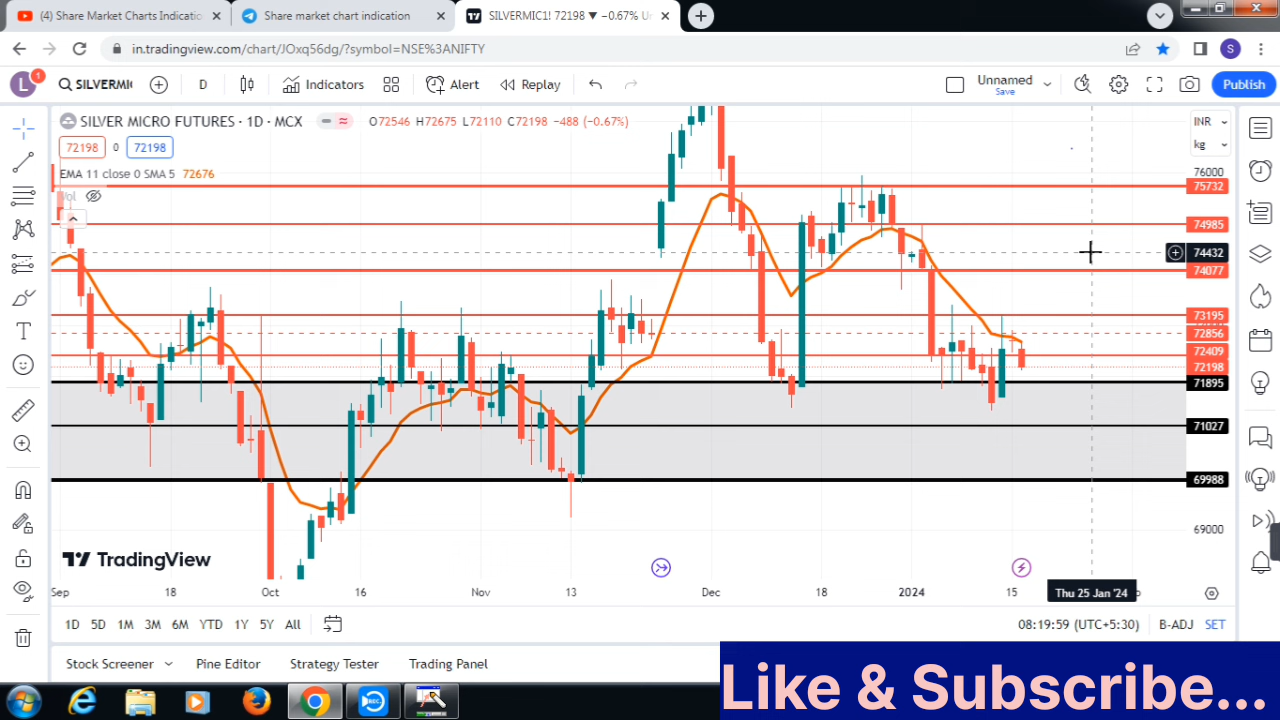 (4) Share Market Charts Indicatio
Share market chart indication
SILVERMIC1! 72198 ▼ −0.67% Un
in.tradingview.com/chart/JOxq56dg/?symbol=NSE%3ANIFTY
S
L
1
SILVERMIC
D
Indicators
Alert
Replay
Unnamed
Save
Publish
SILVER MICRO FUTURES · 1D · MCX
O72546 H72675 L72110 C72198 −488 (−0.67%)
72198
0
72198
EMA 11 close 0 SMA 5 72676
Vol
INR
kg
76000
75732
74985
74432
74077
73195
72856
72409
72198
71895
71027
69988
69000
TradingView
Sep
18
Oct
16
Nov
13
Dec
18
2024
15
Thu 25 Jan '24
1D
5D
1M
3M
6M
YTD
1Y
5Y
All
08:19:59 (UTC+5:30)
B-ADJ
SET
Stock Screener
Pine Editor
Strategy Tester
Trading Panel
REC
Like & Subscribe...